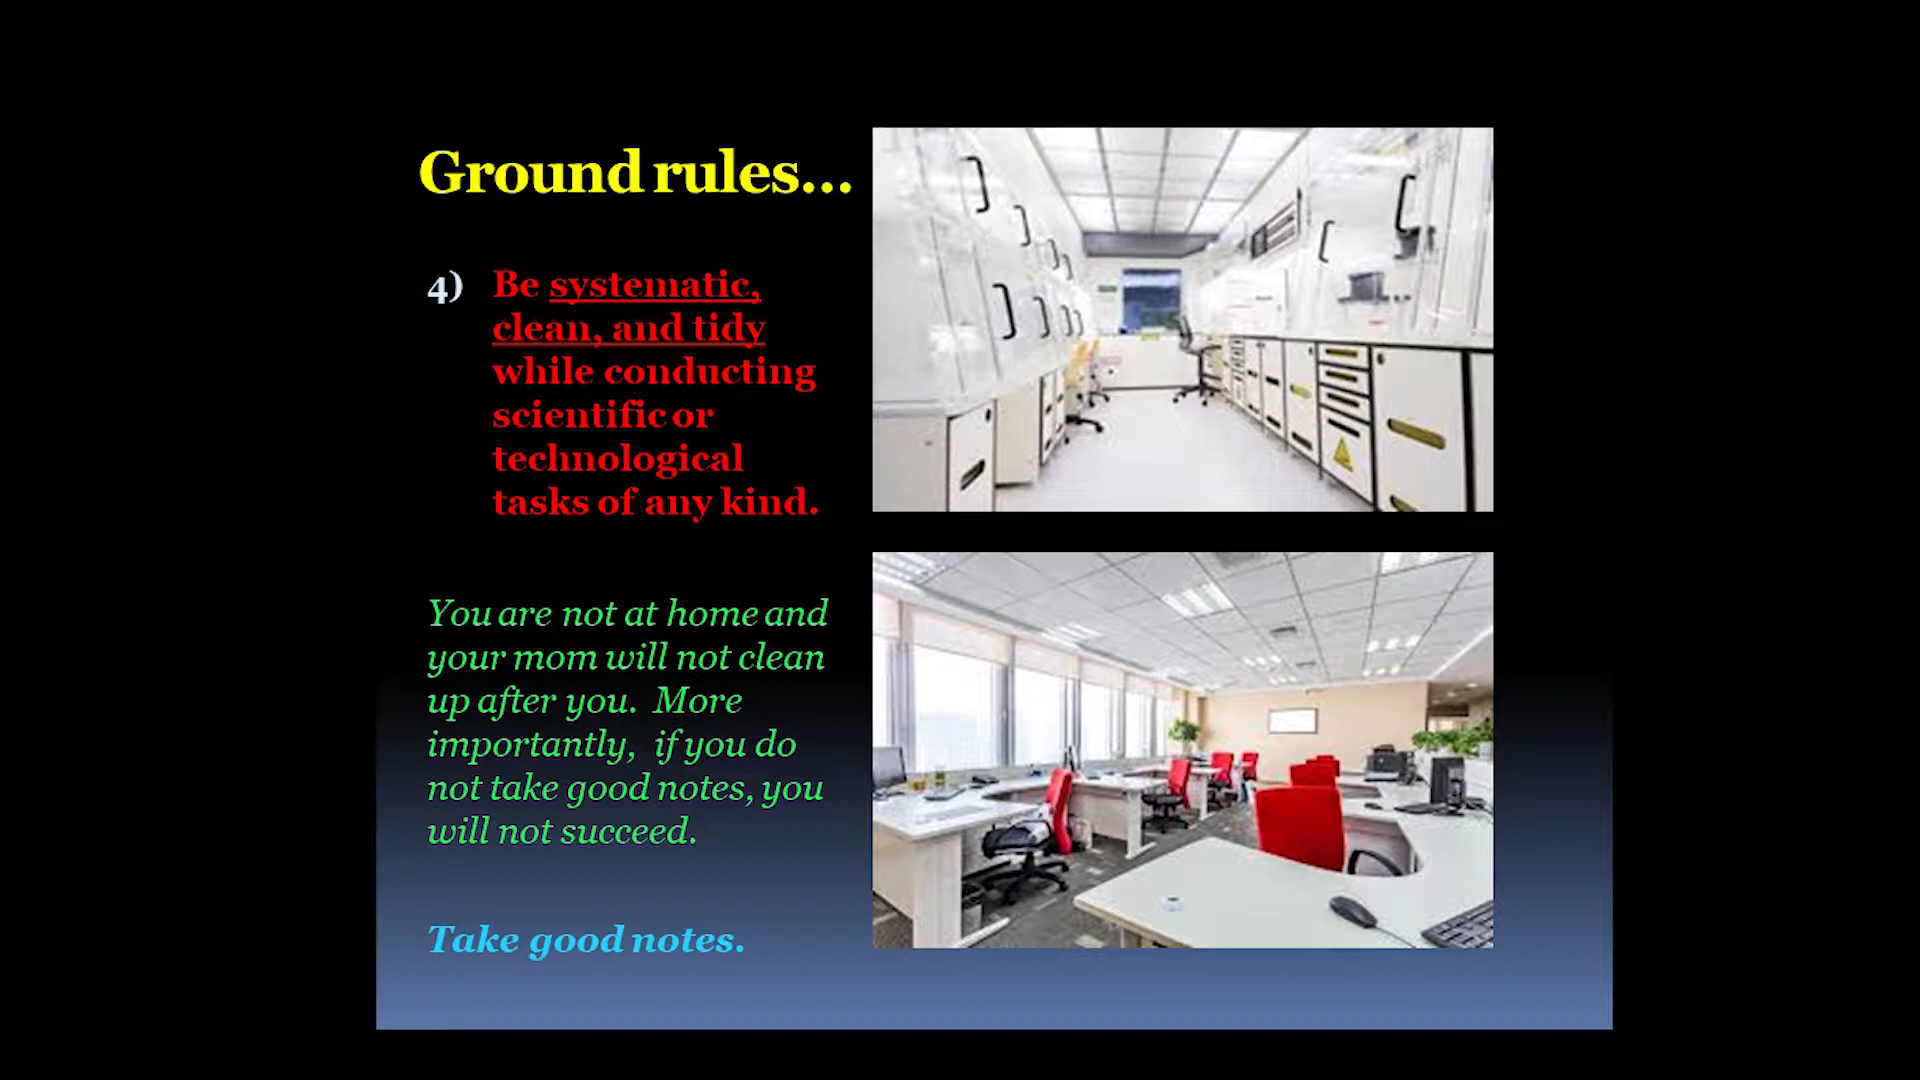 Ground rules...
4) Be systematic,
clean, and tidy
while conducting
scientific or
technological
tasks of any kind.
You are not at home and
your mom will not clean
up after you. More
importantly, if you do
not take good notes, you
will not succeed.
Take good notes.